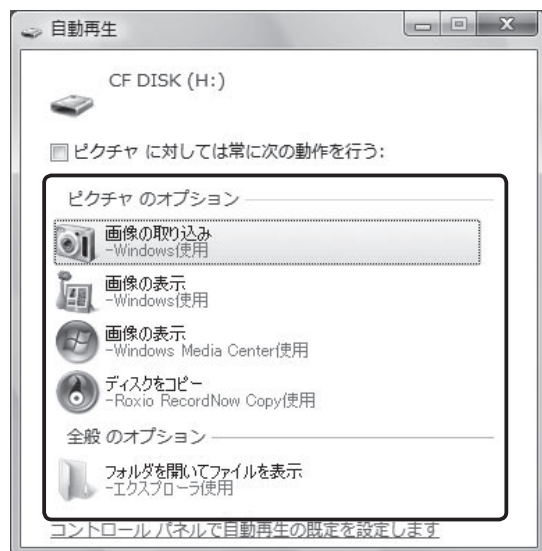 自動再生
CF DISK (H:)
ピクチャ に対しては常に次の動作を行う:
ピクチャ のオプション
画像の取り込み
-Windows使用
画像の表示
-Windows使用
画像の表示
-Windows Media Center使用
ディスクをコピー
-Roxio RecordNow Copy使用
全般 のオプション
フォルダを開いてファイルを表示
-エクスプローラ使用
コントロール パネルで自動再生の既定を設定します